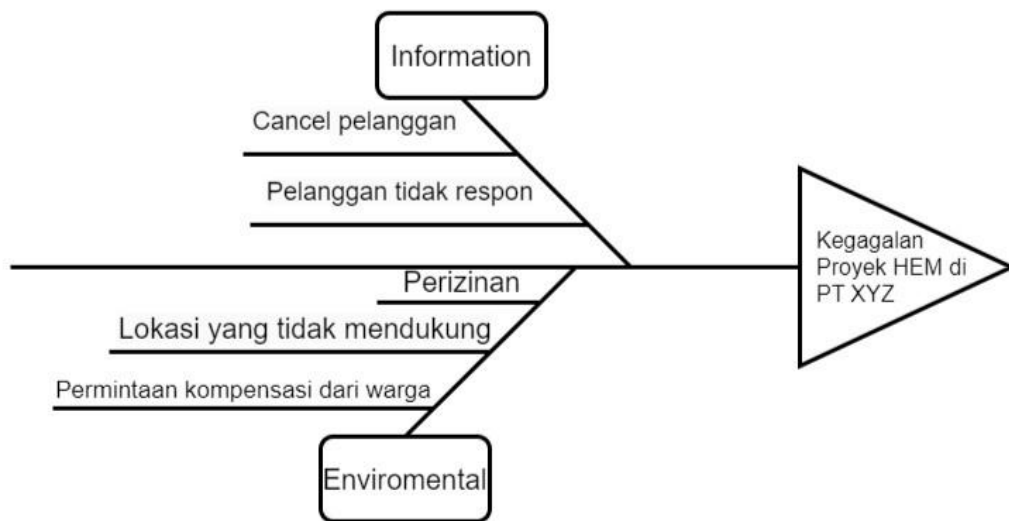 Information
Cancel pelanggan
Pelanggan tidak respon
Kegagalan
Proyek HEM di
PT XYZ
Perizinan
Lokasi yang tidak mendukung
Permintaan kompensasi dari warga
Enviromental